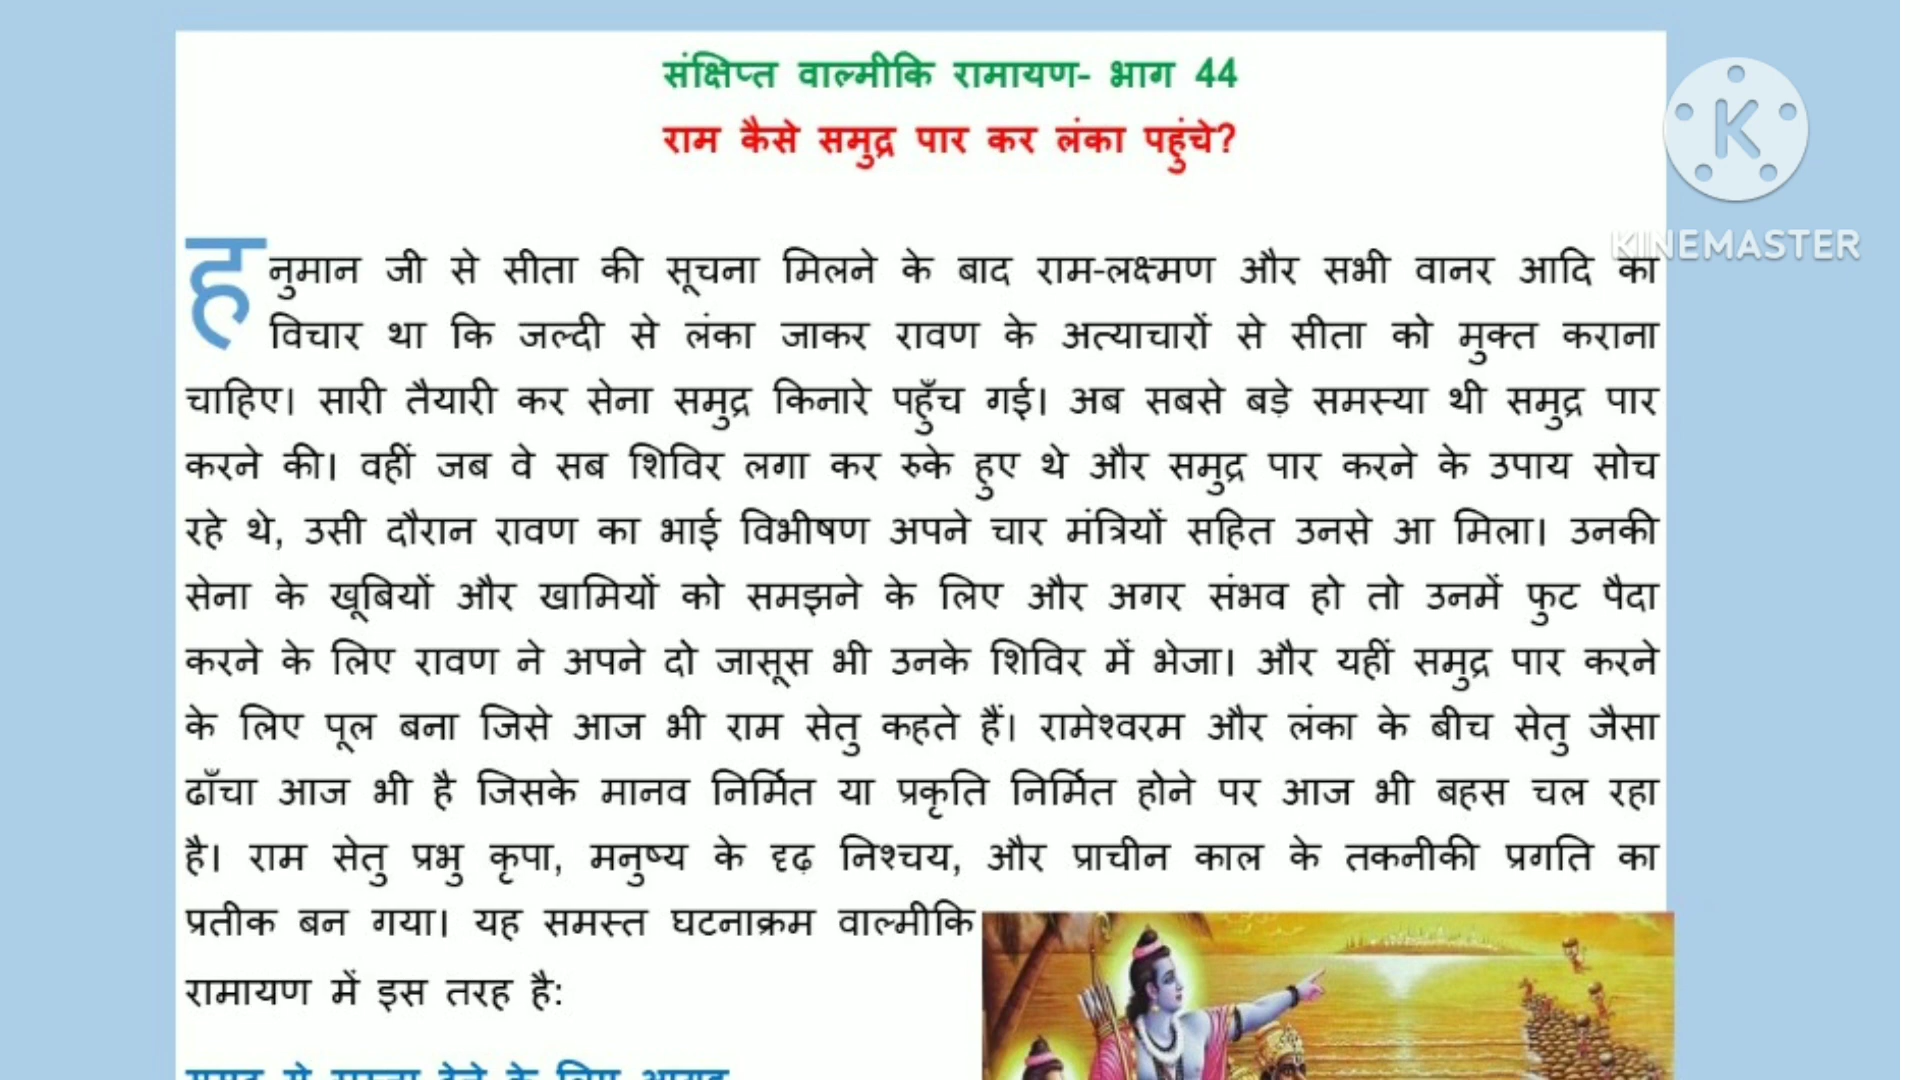 संक्षिप्त वाल्मीकि रामायण- भाग 44
राम कैसे समुद्र पार कर लंका पहुंचे?
K
KINEMASTER
हनुमान जी से सीता की सूचना मिलने के बाद राम-लक्ष्मण और सभी वानर आदि का
विचार था कि जल्दी से लंका जाकर रावण के अत्याचारों से सीता को मुक्त कराना
चाहिए। सारी तैयारी कर सेना समुद्र किनारे पहुँच गई। अब सबसे बड़े समस्या थी समुद्र पार
करने की। वहीं जब वे सब शिविर लगा कर रुके हुए थे और समुद्र पार करने के उपाय सोच
रहे थे, उसी दौरान रावण का भाई विभीषण अपने चार मंत्रियों सहित उनसे आ मिला। उनकी
सेना के खूबियों और खामियों को समझने के लिए और अगर संभव हो तो उनमें फुट पैदा
करने के लिए रावण ने अपने दो जासूस भी उनके शिविर में भेजा। और यहीं समुद्र पार करने
के लिए पूल बना जिसे आज भी राम सेतु कहते हैं। रामेश्वरम और लंका के बीच सेतु जैसा
ढाँचा आज भी है जिसके मानव निर्मित या प्रकृति निर्मित होने पर आज भी बहस चल रहा
है। राम सेतु प्रभु कृपा, मनुष्य के दृढ़ निश्चय, और प्राचीन काल के तकनीकी प्रगति का
प्रतीक बन गया। यह समस्त घटनाक्रम वाल्मीकि
रामायण में इस तरह है: